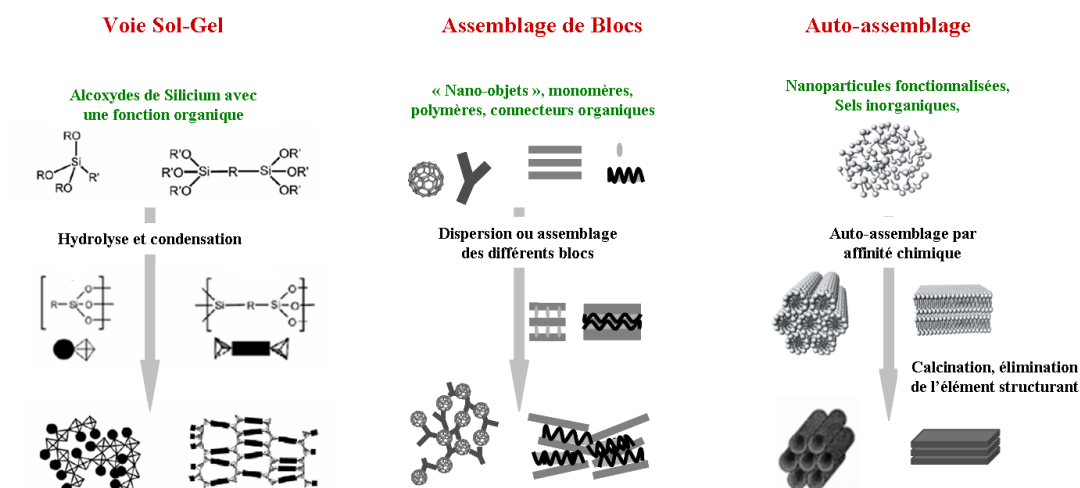 Voie Sol-Gel
Alcoxydes de Silicium avec
une fonction organique
RO
Si
RO
RO
R'
OR'
R'O
R'O
Si
R
Si
OR'
OR'
OR'
Hydrolyse et condensation
R
Si
O
O
O
Si
R
Si
O
O
O
Assemblage de Blocs
« Nano-objets », monomères,
polymères, connecteurs organiques
Dispersion ou assemblage
des différents blocs
Auto-assemblage
Nanoparticules fonctionnalisées,
Sels inorganiques,
Auto-assemblage par
affinité chimique
Calcination, élimination
de l'élément structurant